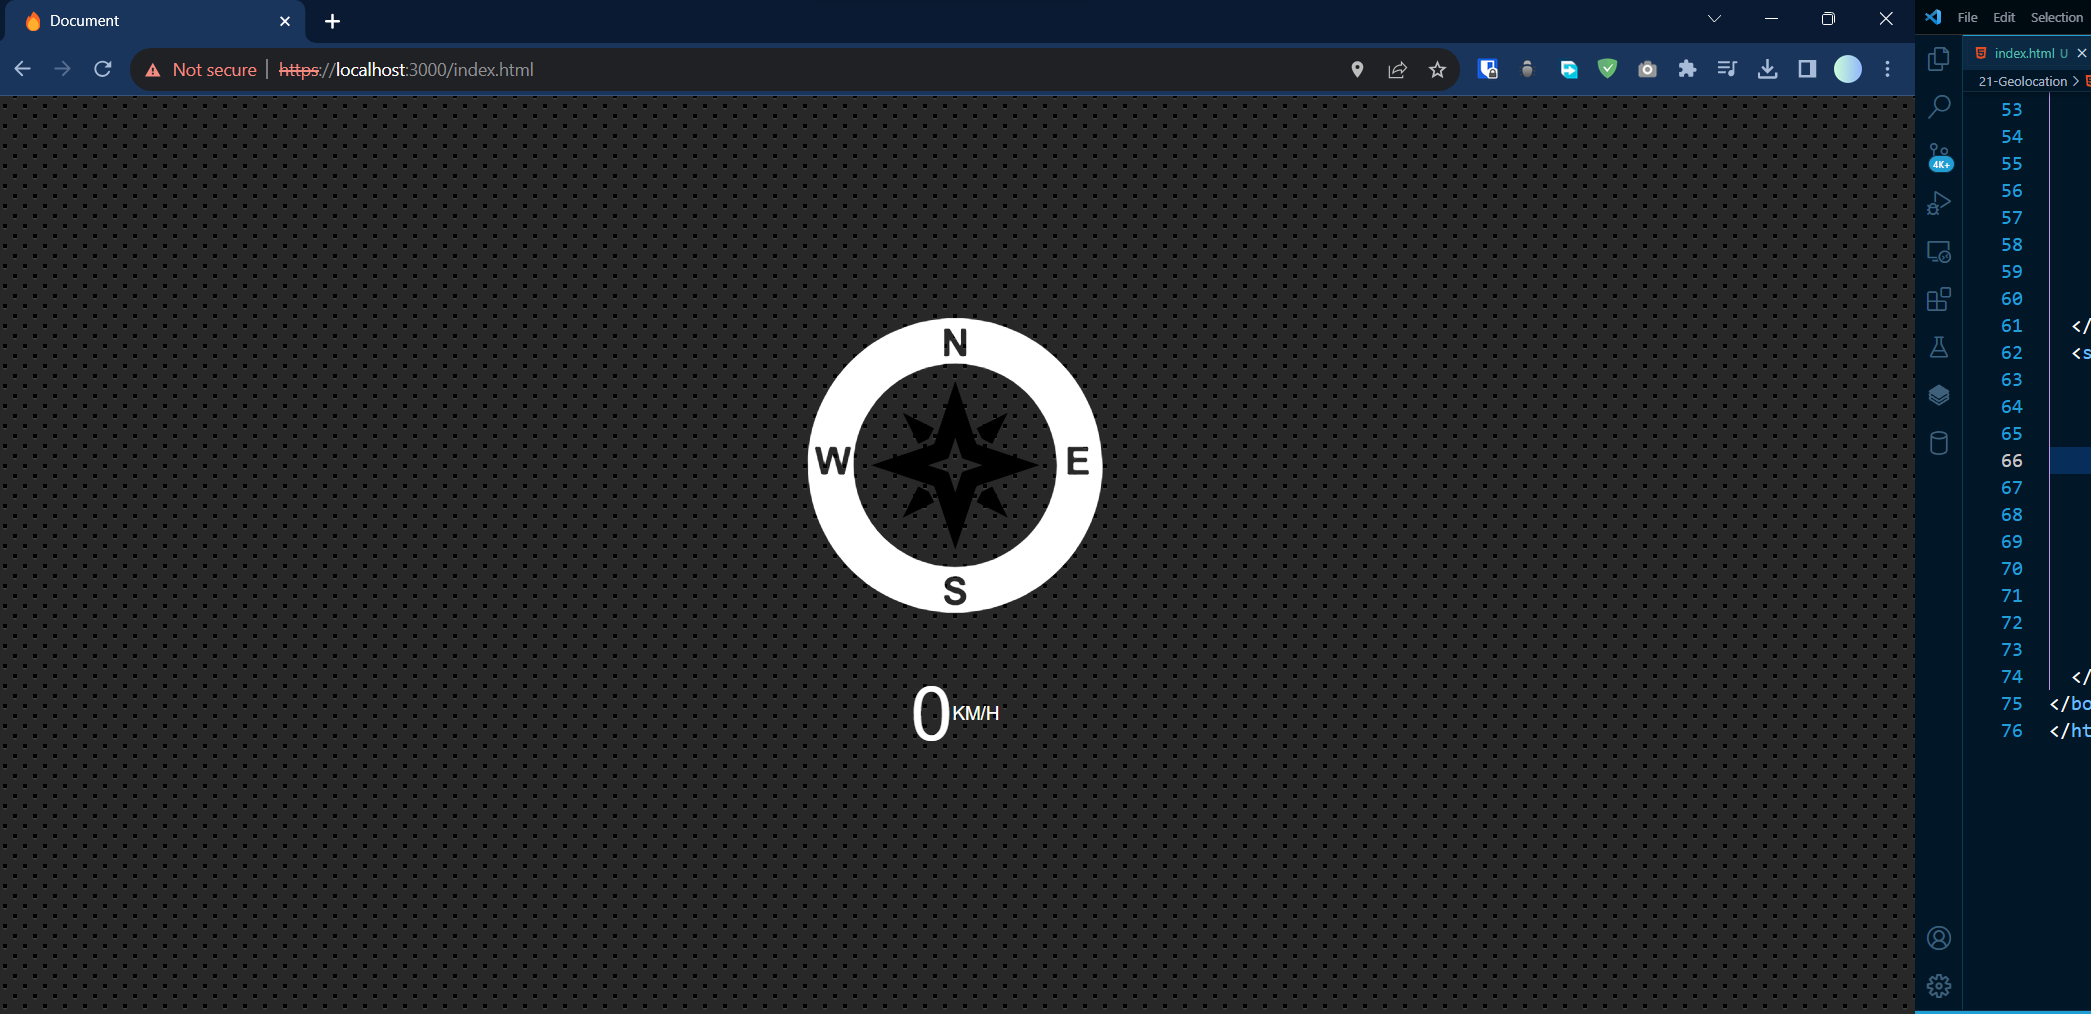 Document
Not secure
https://localhost:3000/index.html
N
W
E
S
0KM/H
File Edit Selection
index.html U
21-Geolocation >
4K+
53
54
55
56
57
58
59
60
61 </
62 <s
63
64
65
66
67
68
69
70
71
72
73
74 </
75 </bo
76 </ht